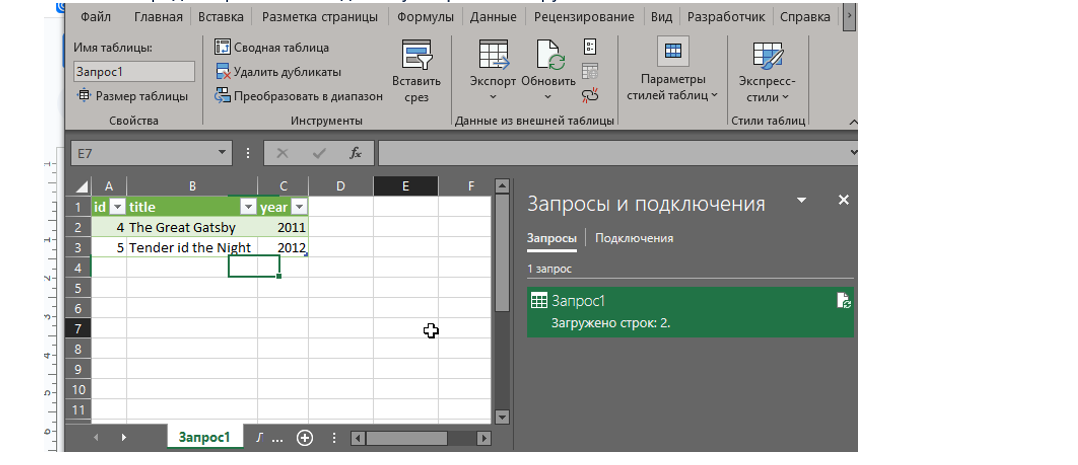 Файл Главная Вставка Разметка страницы Формулы Данные Рецензирование Вид Разработчик Справка
Имя таблицы:
Запрос1
Размер таблицы
Свойства
Сводная таблица
Удалить дубликаты
Преобразовать в диапазон
Вставить срез
Инструменты
Экспорт Обновить
Данные из внешней таблицы
Параметры стилей таблиц
Экспресс-стили
Стили таблиц
E7 fx
A B C D E F
1 id title year
2 4 The Great Gatsby 2011
3 5 Tender id the Night 2012
4
5
6
7
8
9
10
11
Запрос1 ...
Запросы и подключения
Запросы Подключения
1 запрос
Запрос1
Загружено строк: 2.